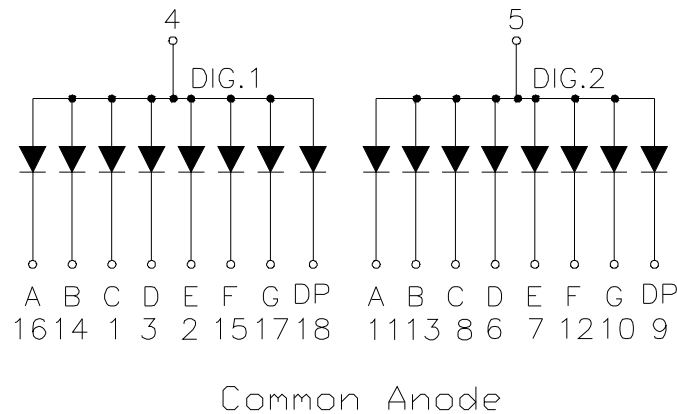 4 5
DIG.1 DIG.2
A B C D E F G DP A B C D E F G DP
16 14 1 3 2 15 17 18 11 13 8 6 7 12 10 9
Common Anode